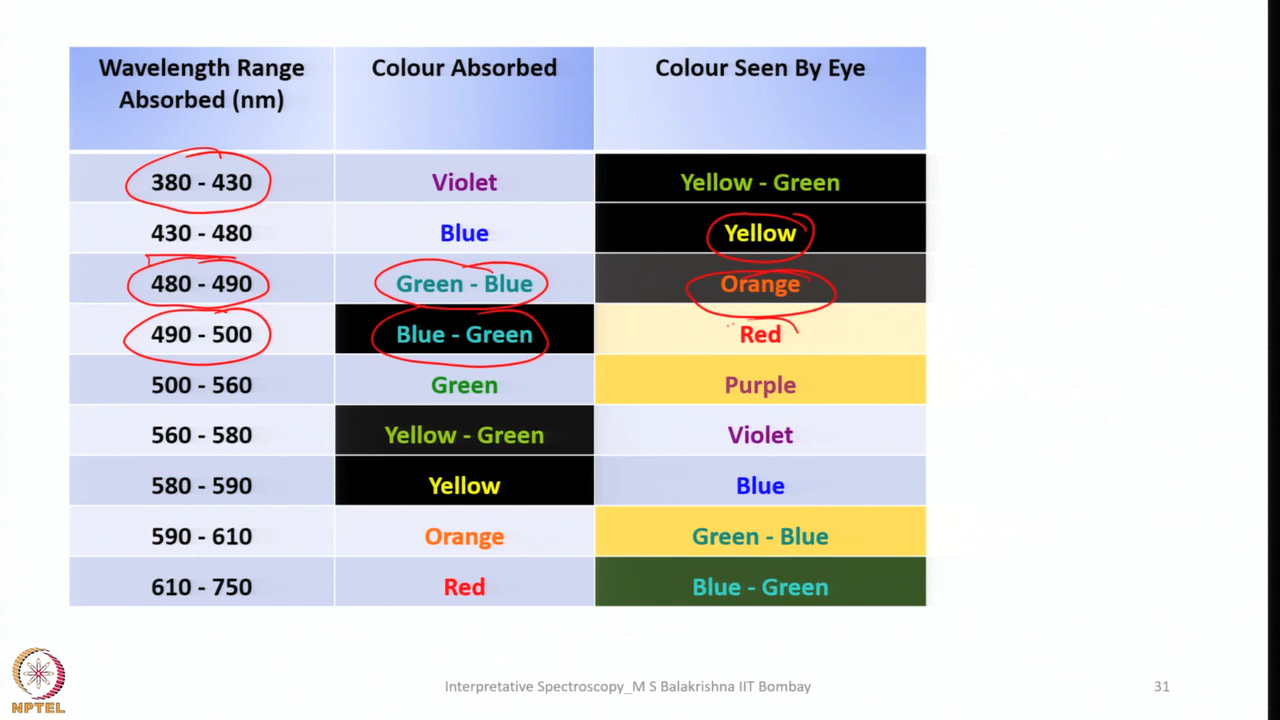 Wavelength Range Absorbed (nm) Colour Absorbed Colour Seen By Eye
380 - 430 Violet Yellow - Green
430 - 480 Blue Yellow
480 - 490 Green - Blue Orange
490 - 500 Blue - Green Red
500 - 560 Green Purple
560 - 580 Yellow - Green Violet
580 - 590 Yellow Blue
590 - 610 Orange Green - Blue
610 - 750 Red Blue - Green
NPTEL
Interpretative Spectroscopy_M S Balakrishna IIT Bombay
31